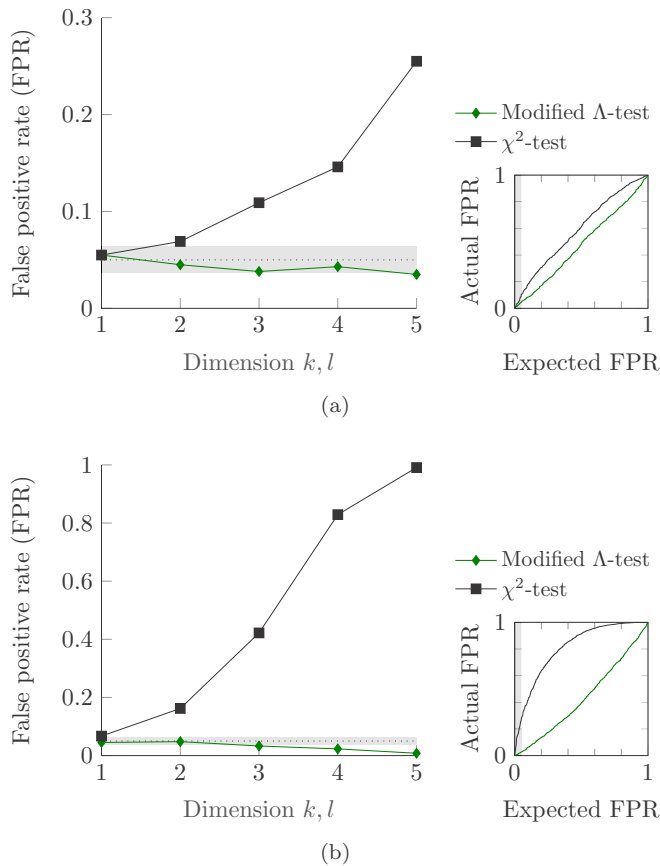 False positive rate (FPR)
0.3
0.2
0.1
0
1 2 3 4 5
Dimension k, l
Modified Λ-test
χ²-test
Actual FPR
1
0
0 1
Expected FPR
(a)
False positive rate (FPR)
1
0.8
0.6
0.4
0.2
0
1 2 3 4 5
Dimension k, l
Modified Λ-test
χ²-test
Actual FPR
1
0
0 1
Expected FPR
(b)